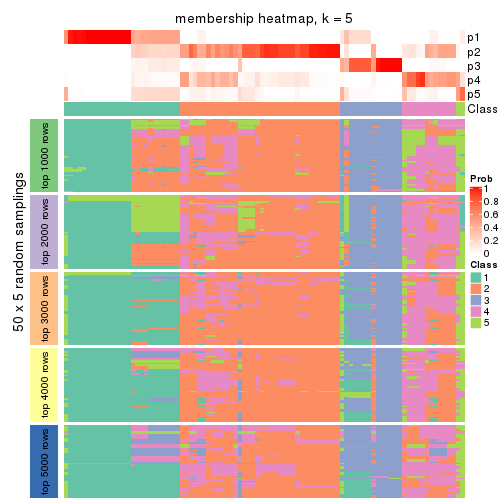 membership heatmap, k = 5
p1
p2
p3
p4
p5
Class
50 x 5 random samplings
top 1000 rows
top 2000 rows
top 3000 rows
top 4000 rows
top 5000 rows
Prob
1
0.8
0.6
0.4
0.2
0
Class
1
2
3
4
5